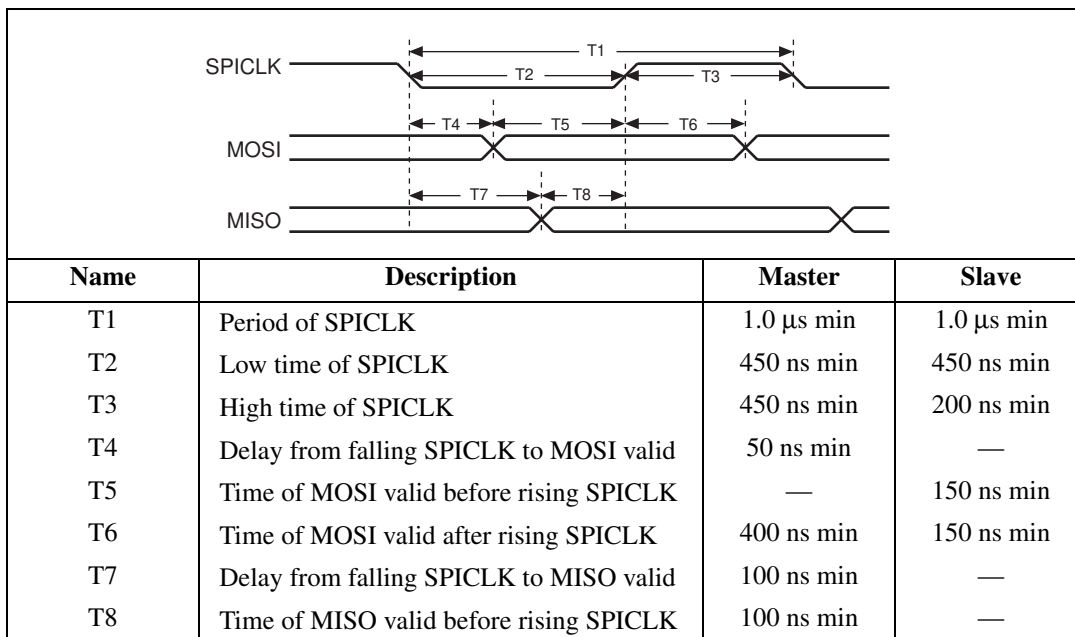 T1
SPICLK
T2 T3
T4 T5 T6
MOSI
T7 T8
MISO
Name Description Master Slave
T1 Period of SPICLK 1.0 μs min 1.0 μs min
T2 Low time of SPICLK 450 ns min 450 ns min
T3 High time of SPICLK 450 ns min 200 ns min
T4 Delay from falling SPICLK to MOSI valid 50 ns min —
T5 Time of MOSI valid before rising SPICLK — 150 ns min
T6 Time of MOSI valid after rising SPICLK 400 ns min 150 ns min
T7 Delay from falling SPICLK to MISO valid 100 ns min —
T8 Time of MISO valid before rising SPICLK 100 ns min —